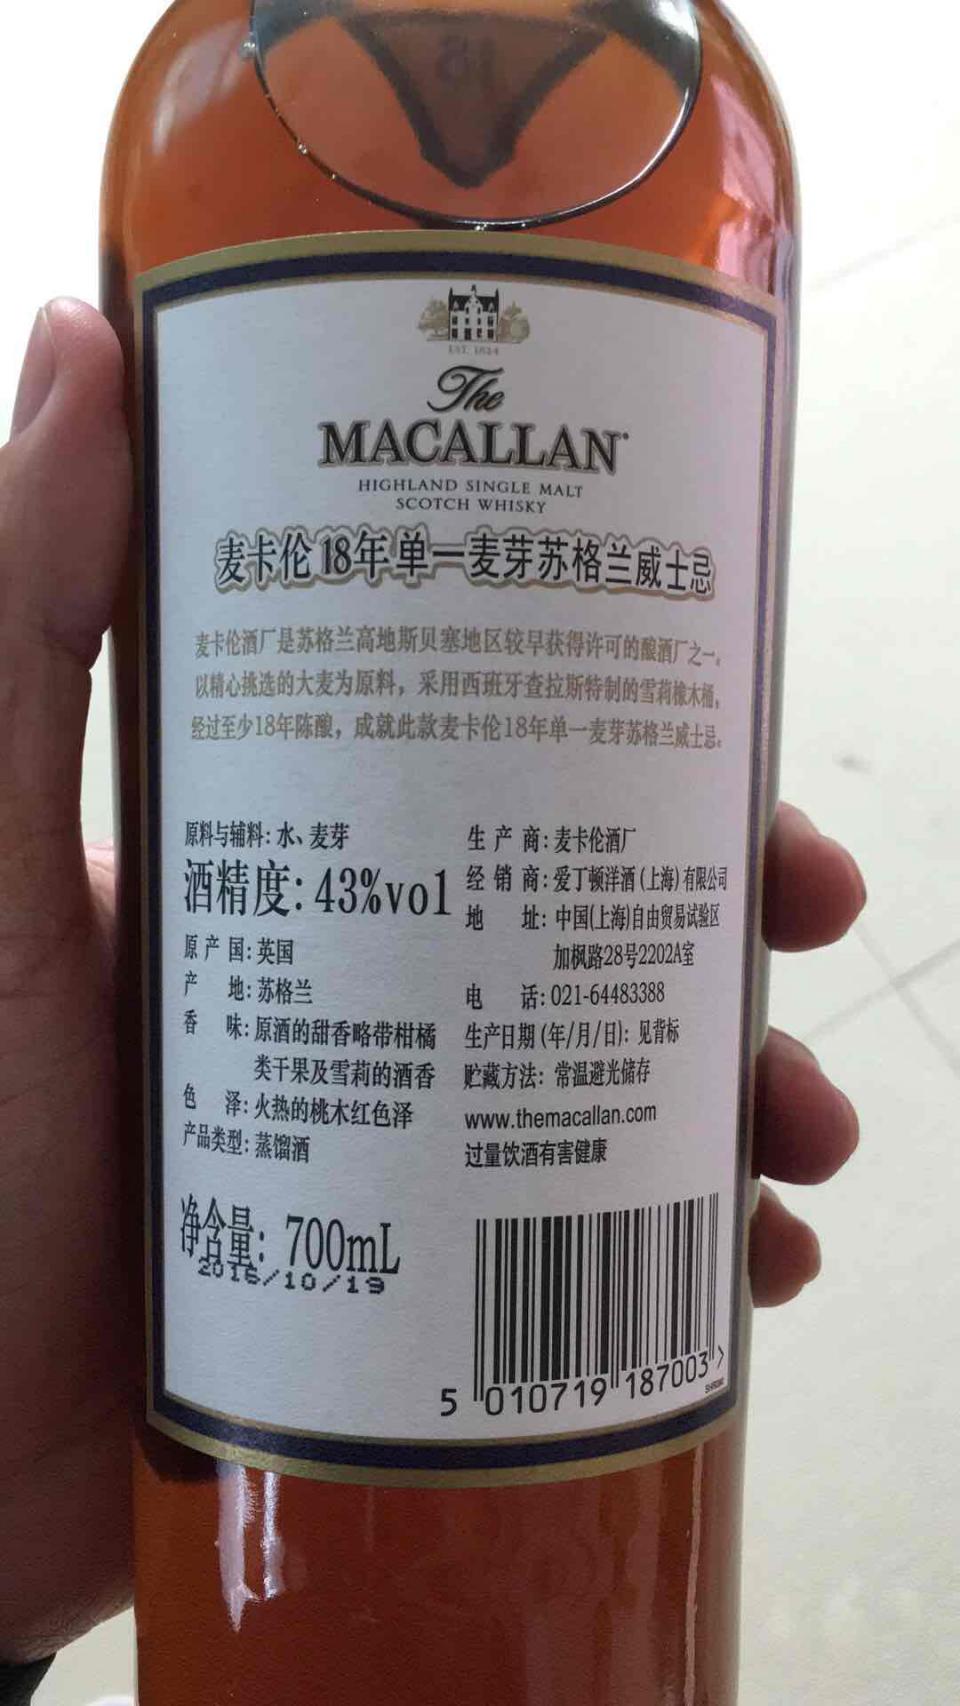 18
EST. 1824
The
MACALLAN
HIGHLAND SINGLE MALT
SCOTCH WHISKY
麦卡伦18年单一麦芽苏格兰威士忌
麦卡伦酒厂是苏格兰高地斯贝塞地区较早获得许可的酿酒厂之一。
以精心挑选的大麦为原料，采用西班牙查拉斯特制的雪莉橡木桶，
经过至少18年陈酿，成就此款麦卡伦18年单一麦芽苏格兰威士忌。
原料与辅料：水、麦芽
酒精度：43%vol
原产国：英国
产 地：苏格兰
香 味：原酒的甜香略带柑橘
类干果及雪莉的酒香
色 泽：火热的桃木红色泽
产品类型：蒸馏酒
净含量：700mL
2016/10/19
生产商：麦卡伦酒厂
经销商：爱丁顿洋酒(上海)有限公司
地 址：中国(上海)自由贸易试验区
加枫路28号2202A室
电 话：021-64483388
生产日期(年/月/日)：见背标
贮藏方法：常温避光储存
www.themacallan.com
过量饮酒有害健康
5 010719 187003 >